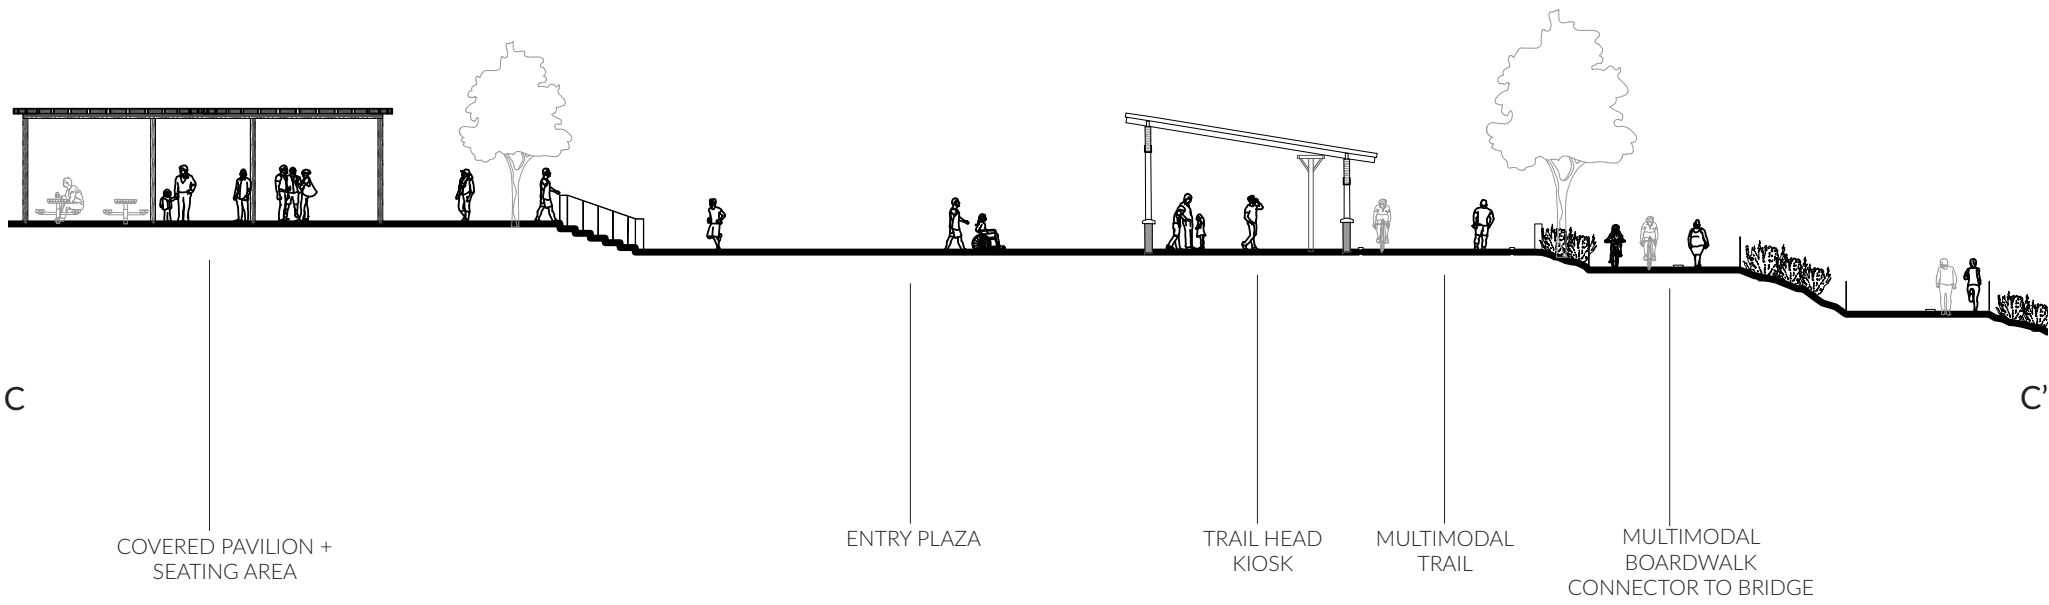 C
C’
COVERED PAVILION +
SEATING AREA
ENTRY PLAZA
TRAIL HEAD
KIOSK
MULTIMODAL
TRAIL
MULTIMODAL
BOARDWALK
CONNECTOR TO BRIDGE